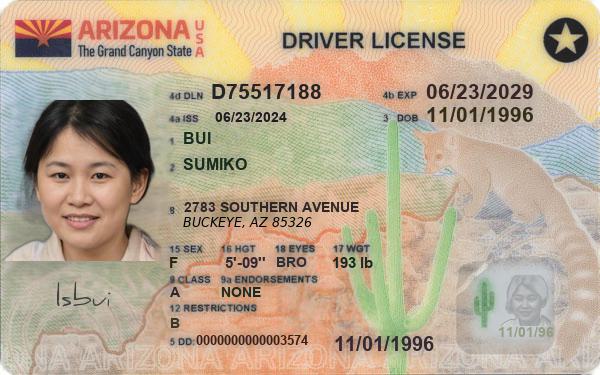 ARIZONA USA
The Grand Canyon State
DRIVER LICENSE
4d DLN D75517188 4b EXP 06/23/2029
4a ISS 06/23/2024 3 DOB 11/01/1996
1 BUI
2 SUMIKO
8 2783 SOUTHERN AVENUE
BUCKEYE, AZ 85326
15 SEX 16 HGT 18 EYES 17 WGT
F 5'-09" BRO 193 lb
9 CLASS 9a ENDORSEMENTS
A NONE
12 RESTRICTIONS
B
Isbui
5 DD: 0000000000003574
11/01/1996
11/01/96
ARIZONA ARIZONA ARIZONA ARIZONA